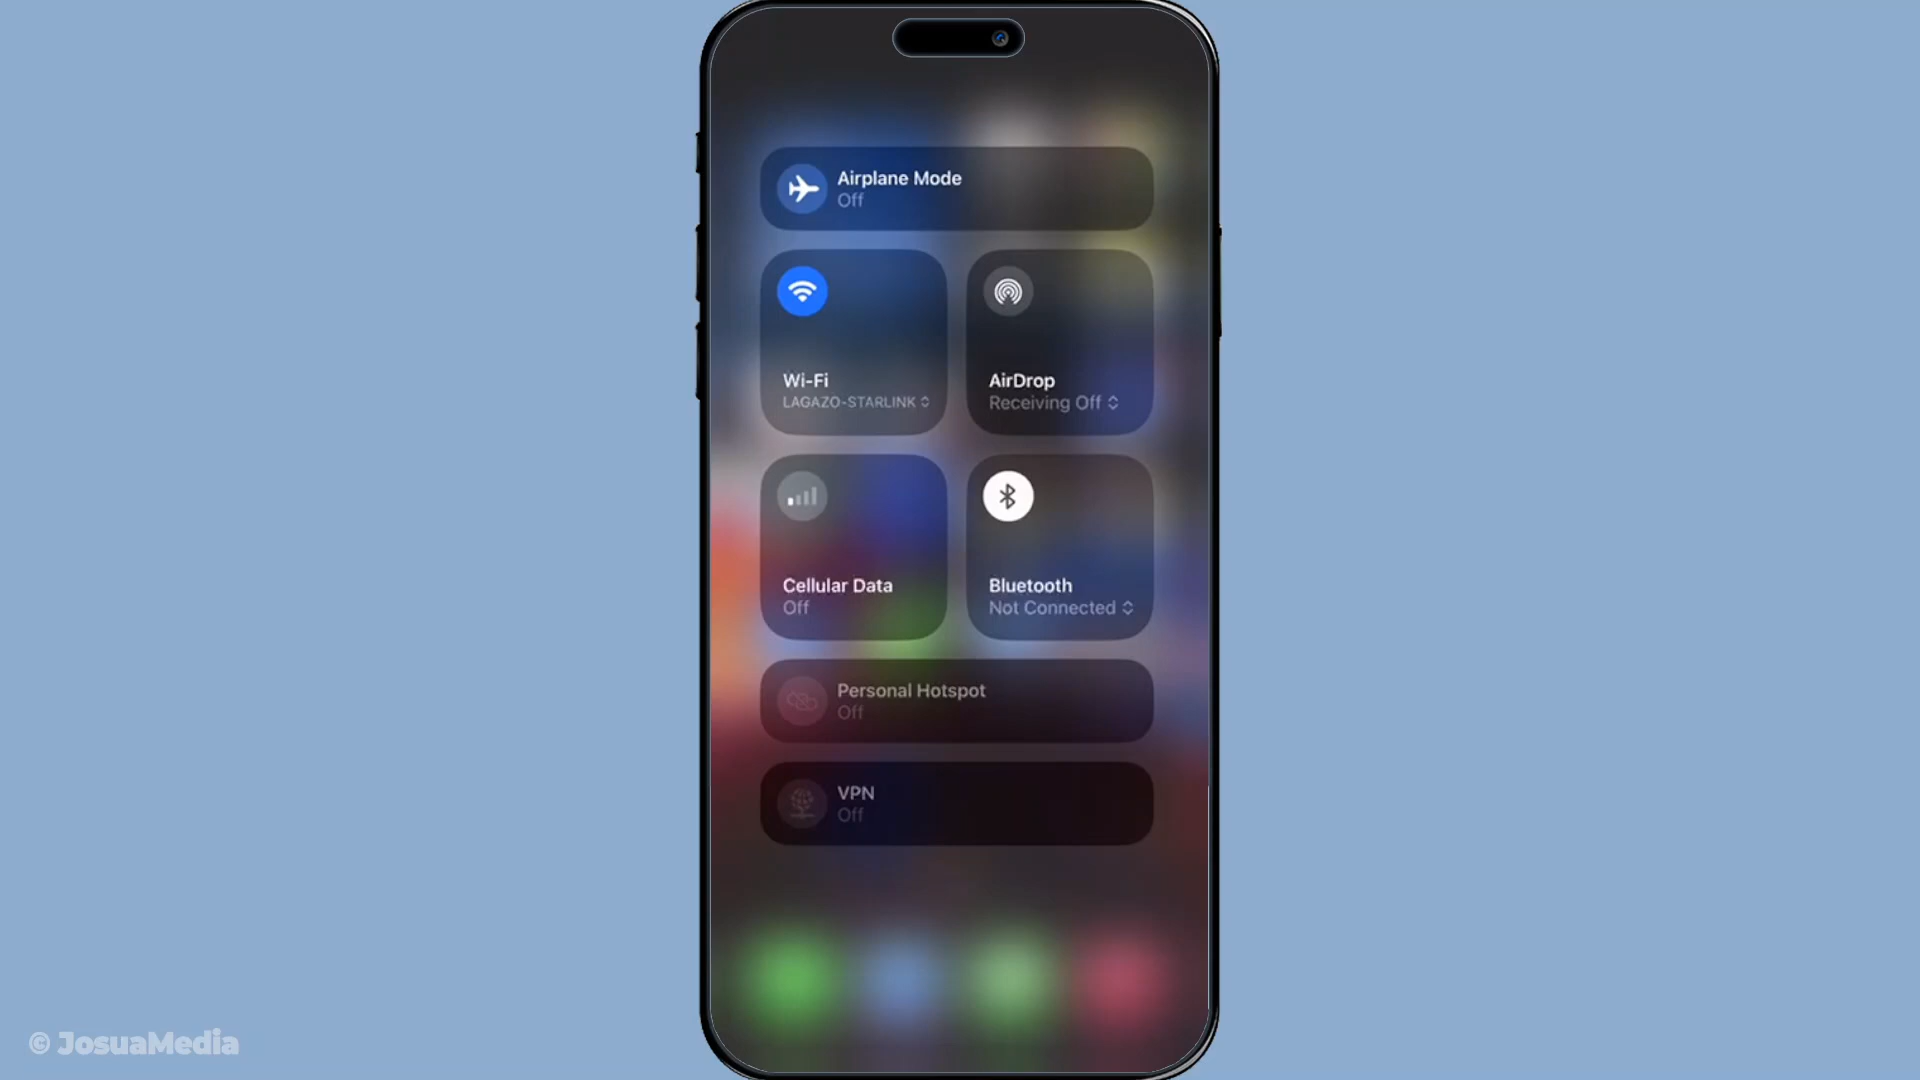 Airplane Mode
Off
Wi-Fi
LAGAZO-STARLINK
AirDrop
Receiving Off
Cellular Data
Off
Bluetooth
Not Connected
Personal Hotspot
Off
VPN
Off
© JosuaMedia